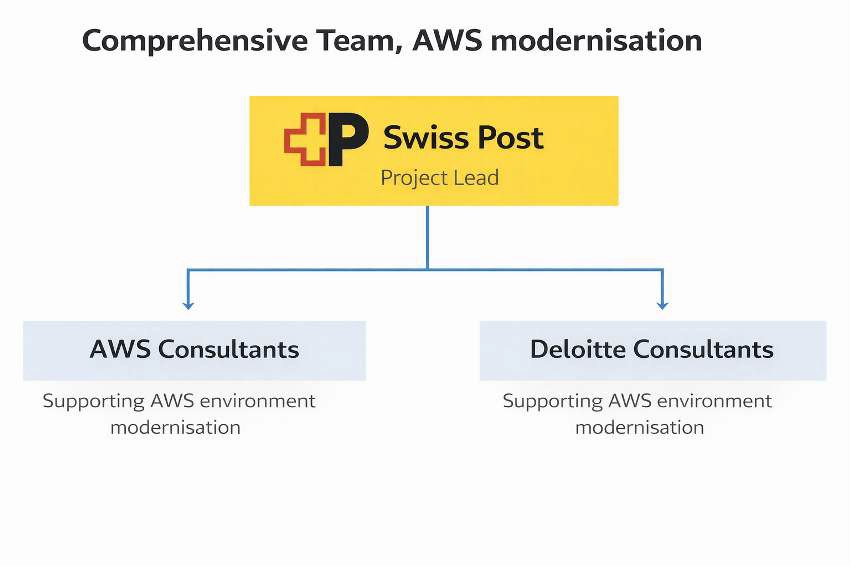 Comprehensive Team, AWS modernisation
P Swiss Post
Project Lead
AWS Consultants
Deloitte Consultants
Supporting AWS environment
modernisation
Supporting AWS environment
modernisation